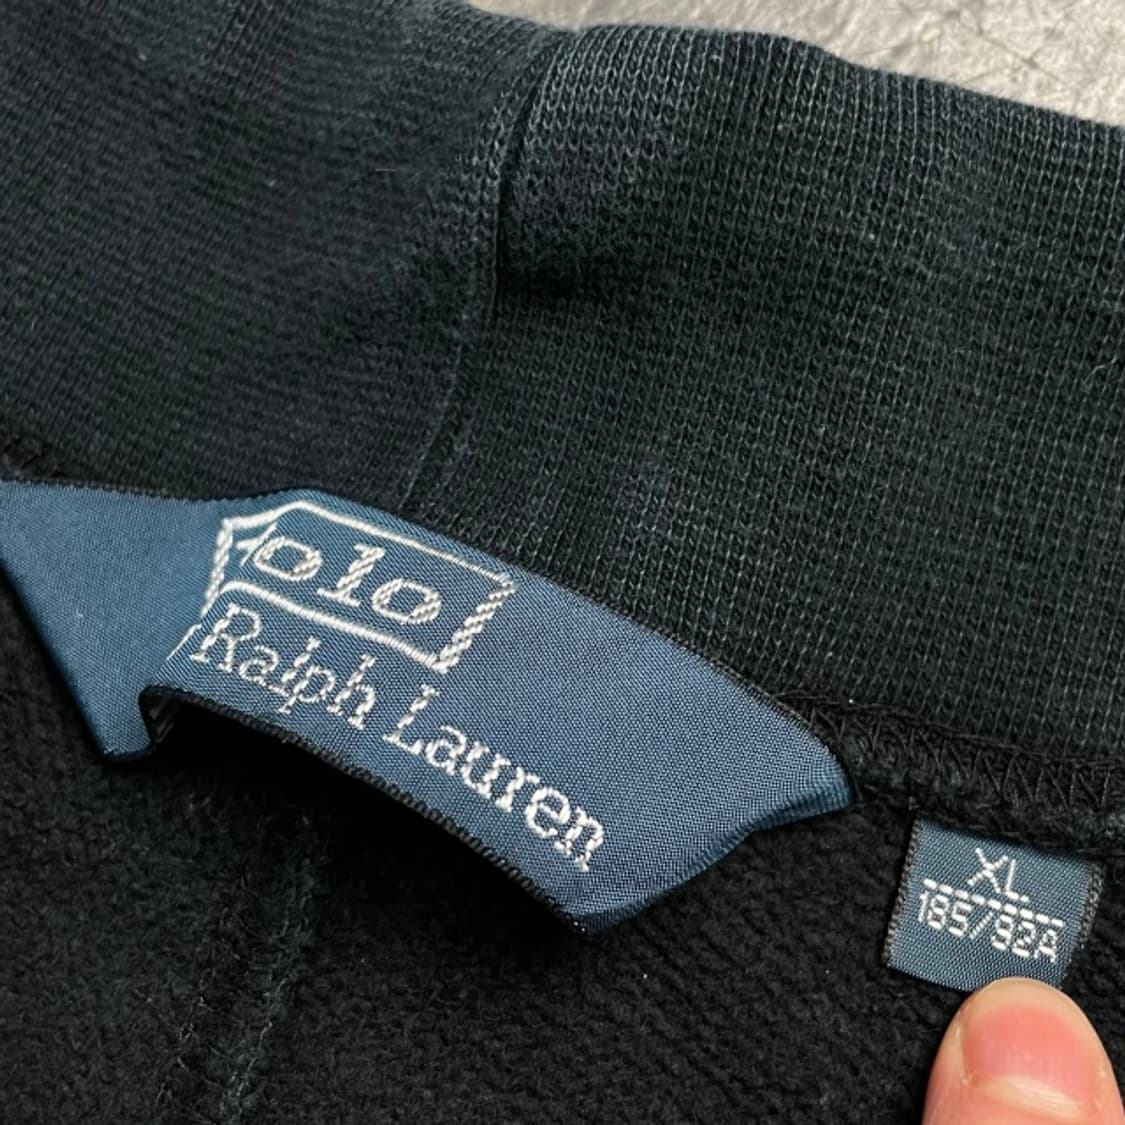 Polo
Ralph Lauren
XL
185/92A